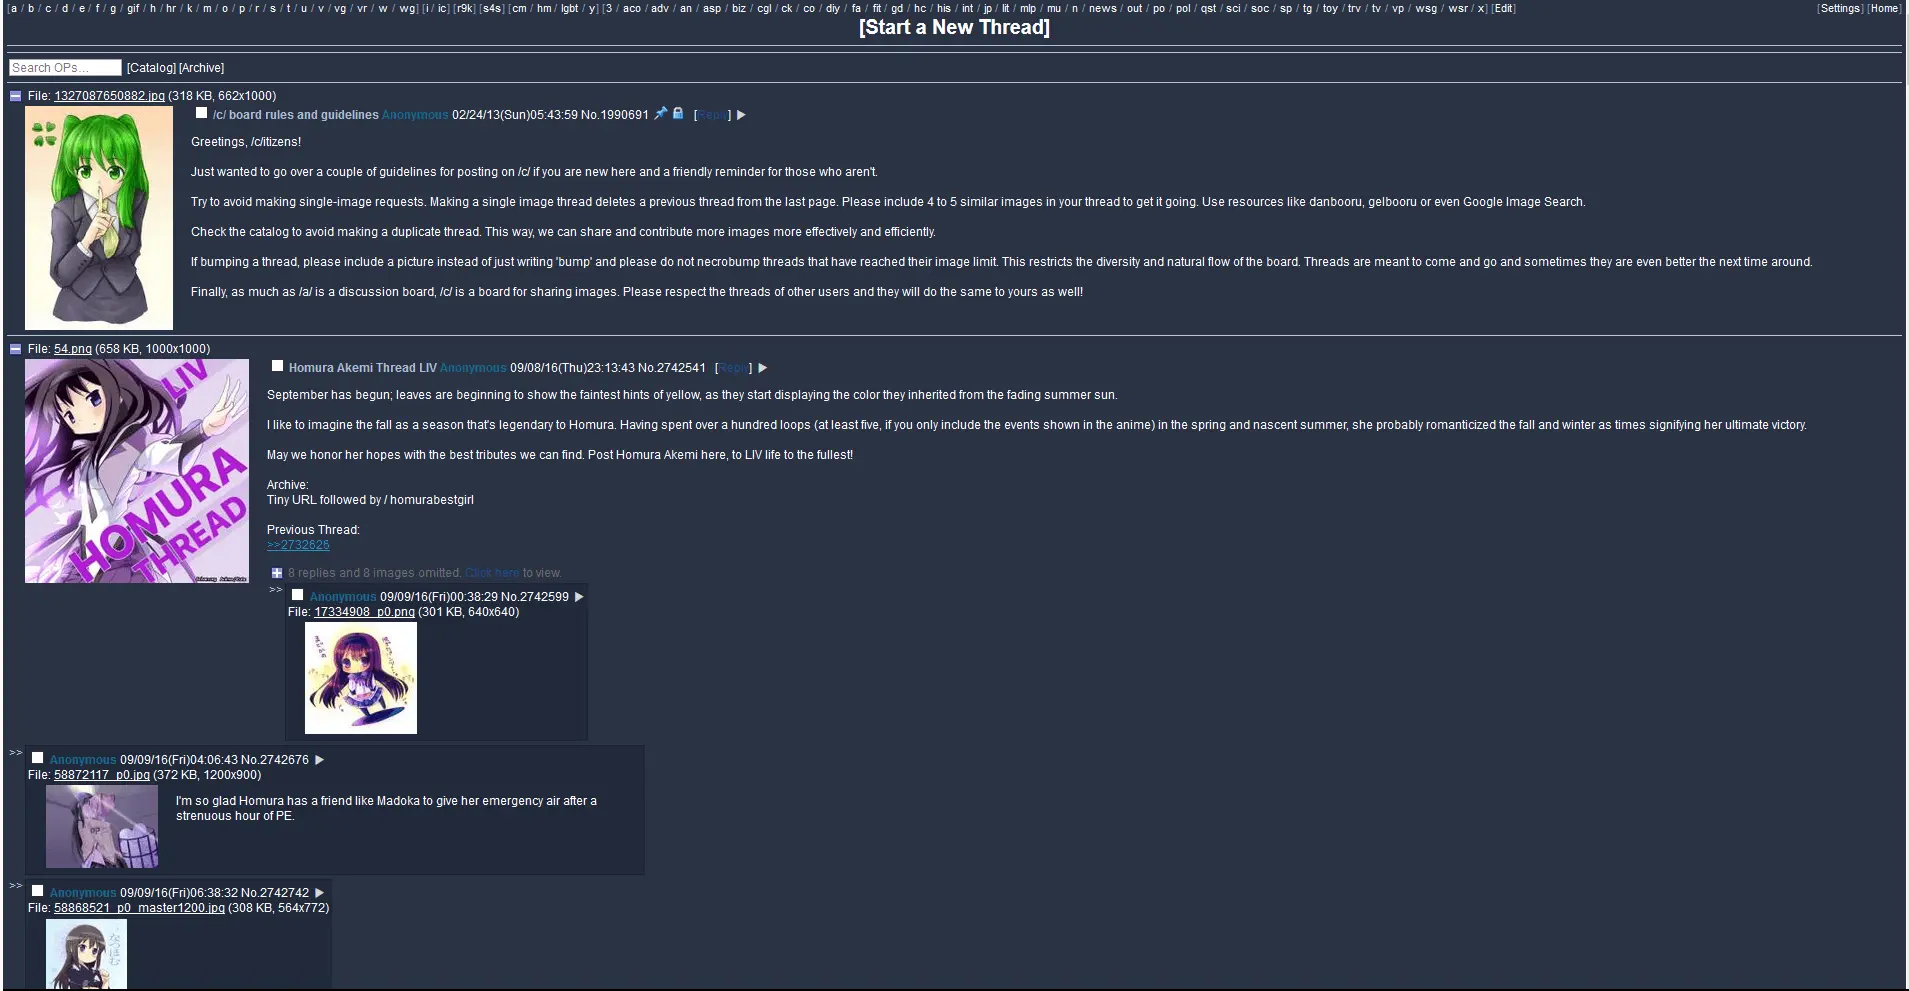 [a / b / c / d / e / f / g / gif / h / hr / k / m / o / p / r / s / t / u / v / vg / vr / w / wg] [i / ic] [r9k] [s4s] [cm / hm / lgbt / y] [3 / aco / adv / an / asp / biz / cgl / ck / co / diy / fa / fit / gd / hc / his / int / jp / lit / mlp / mu / n / news / out / po / pol / qst / sci / soc / sp / tg / toy / trv / tv / vp / wsg / wsr / x] [Edit] [Settings] [Home]
[Start a New Thread]
Search OPs... [Catalog] [Archive]
File: 1327087650882.jpg (318 KB, 662x1000)
/c/ board rules and guidelines Anonymous 02/24/13(Sun)05:43:59 No.1990691 [Reply] ▶
Greetings, /c/itizens!
Just wanted to go over a couple of guidelines for posting on /c/ if you are new here and a friendly reminder for those who aren't.
Try to avoid making single-image requests. Making a single image thread deletes a previous thread from the last page. Please include 4 to 5 similar images in your thread to get it going. Use resources like danbooru, gelbooru or even Google Image Search.
Check the catalog to avoid making a duplicate thread. This way, we can share and contribute more images more effectively and efficiently.
If bumping a thread, please include a picture instead of just writing 'bump' and please do not necrobump threads that have reached their image limit. This restricts the diversity and natural flow of the board. Threads are meant to come and go and sometimes they are even better the next time around.
Finally, as much as /a/ is a discussion board, /c/ is a board for sharing images. Please respect the threads of other users and they will do the same to yours as well!
File: 54.png (658 KB, 1000x1000)
LIV
HOMURA
THREAD
Homura Akemi Thread LIV Anonymous 09/08/16(Thu)23:13:43 No.2742541 [Reply] ▶
September has begun; leaves are beginning to show the faintest hints of yellow, as they start displaying the color they inherited from the fading summer sun.
I like to imagine the fall as a season that's legendary to Homura. Having spent over a hundred loops (at least five, if you only include the events shown in the anime) in the spring and nascent summer, she probably romanticized the fall and winter as times signifying her ultimate victory.
May we honor her hopes with the best tributes we can find. Post Homura Akemi here, to LIV life to the fullest!
Archive:
Tiny URL followed by / homurabestgirl
Previous Thread:
>>2732626
8 replies and 8 images omitted. Click here to view.
>> Anonymous 09/09/16(Fri)00:38:29 No.2742599 ▶
File: 17334908_p0.png (301 KB, 640x640)
>> Anonymous 09/09/16(Fri)04:06:43 No.2742676 ▶
File: 58872117_p0.jpg (372 KB, 1200x900)
I'm so glad Homura has a friend like Madoka to give her emergency air after a
strenuous hour of PE.
>> Anonymous 09/09/16(Fri)06:38:32 No.2742742 ▶
File: 58868521_p0_master1200.jpg (308 KB, 564x772)
なつほむ